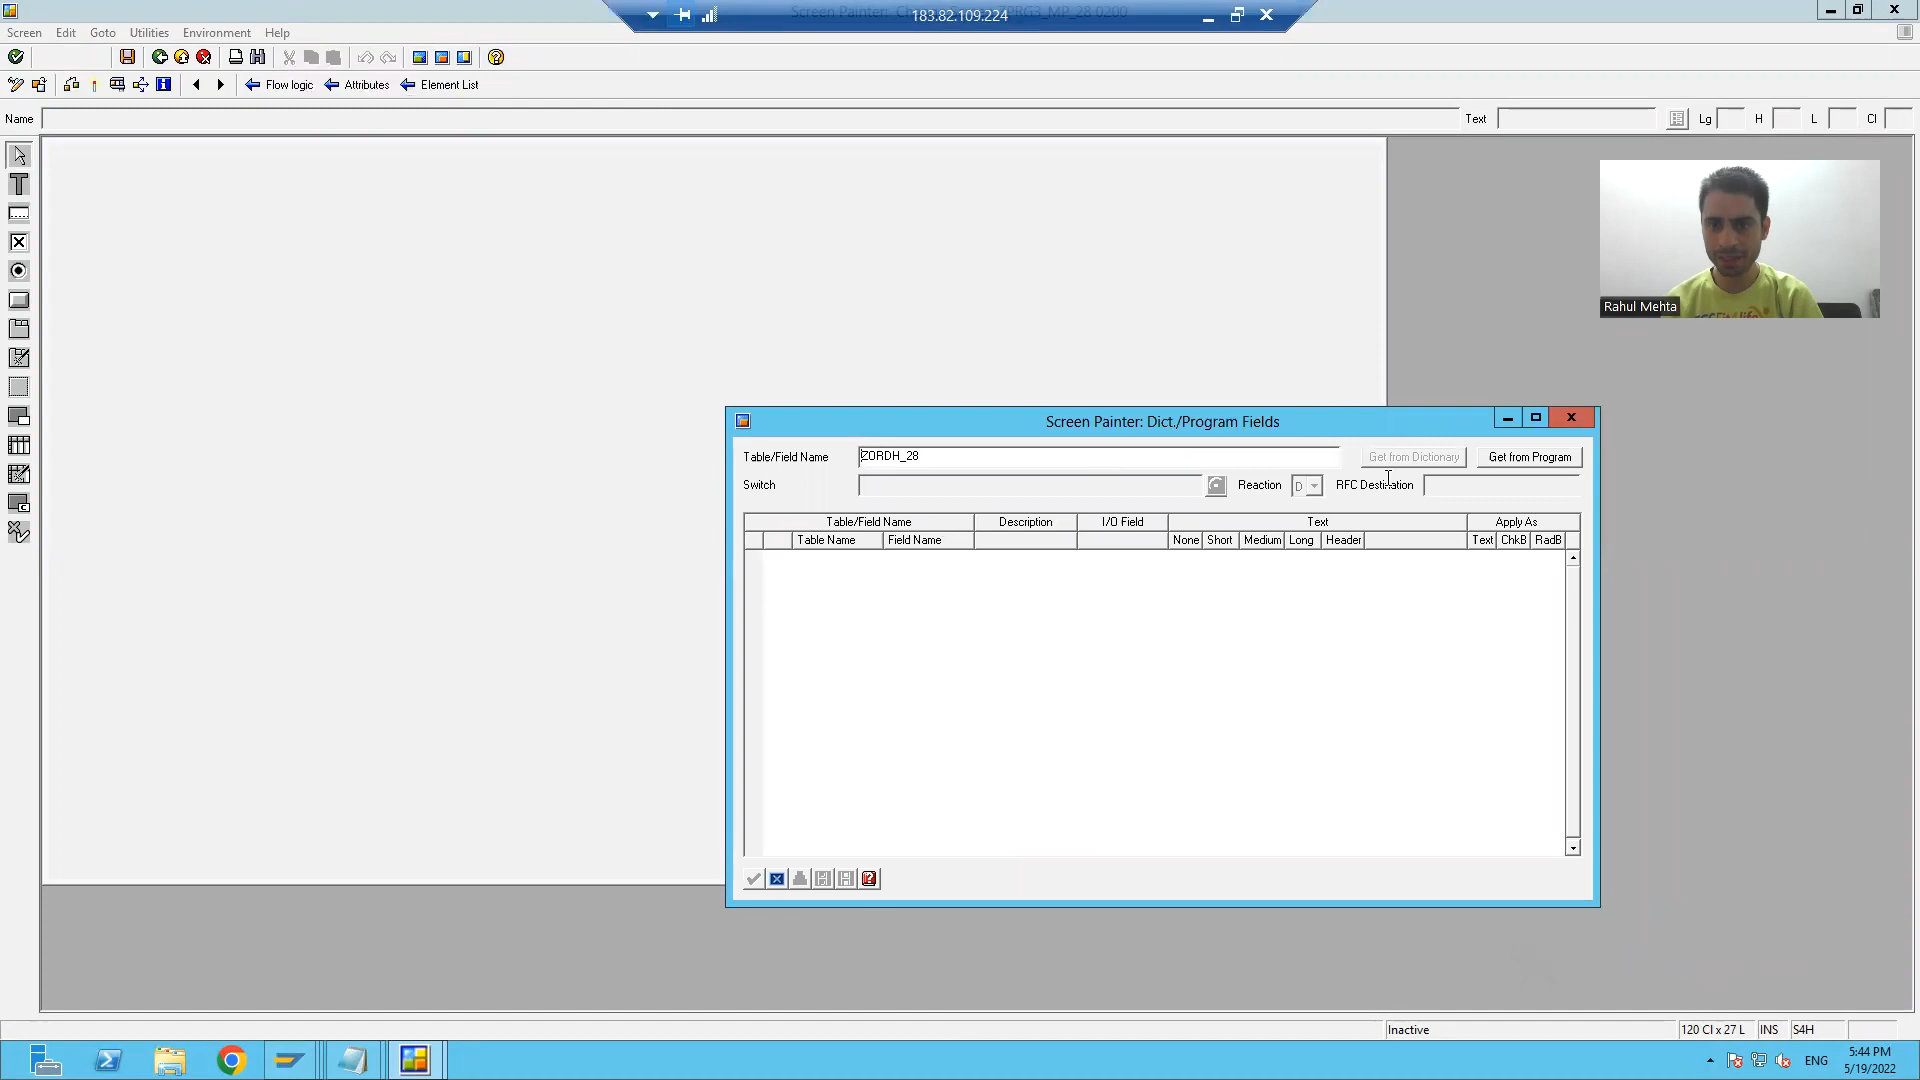 183.82.109.224
Screen Edit Goto Utilities Environment Help
Flow logic Attributes Element List
Name Text Lg H L Cl
Rahul Mehta
Screen Painter: Dict./Program Fields
Table/Field Name ZORDH_28 Get from Dictionary Get from Program
Switch Reaction D RFC Destination
Table/Field Name Description I/O Field Text Apply As
Table Name Field Name None Short Medium Long Header Text ChkB RadB
Inactive 120 Cl x 27 L INS S4H
ENG
5:44 PM
5/19/2022